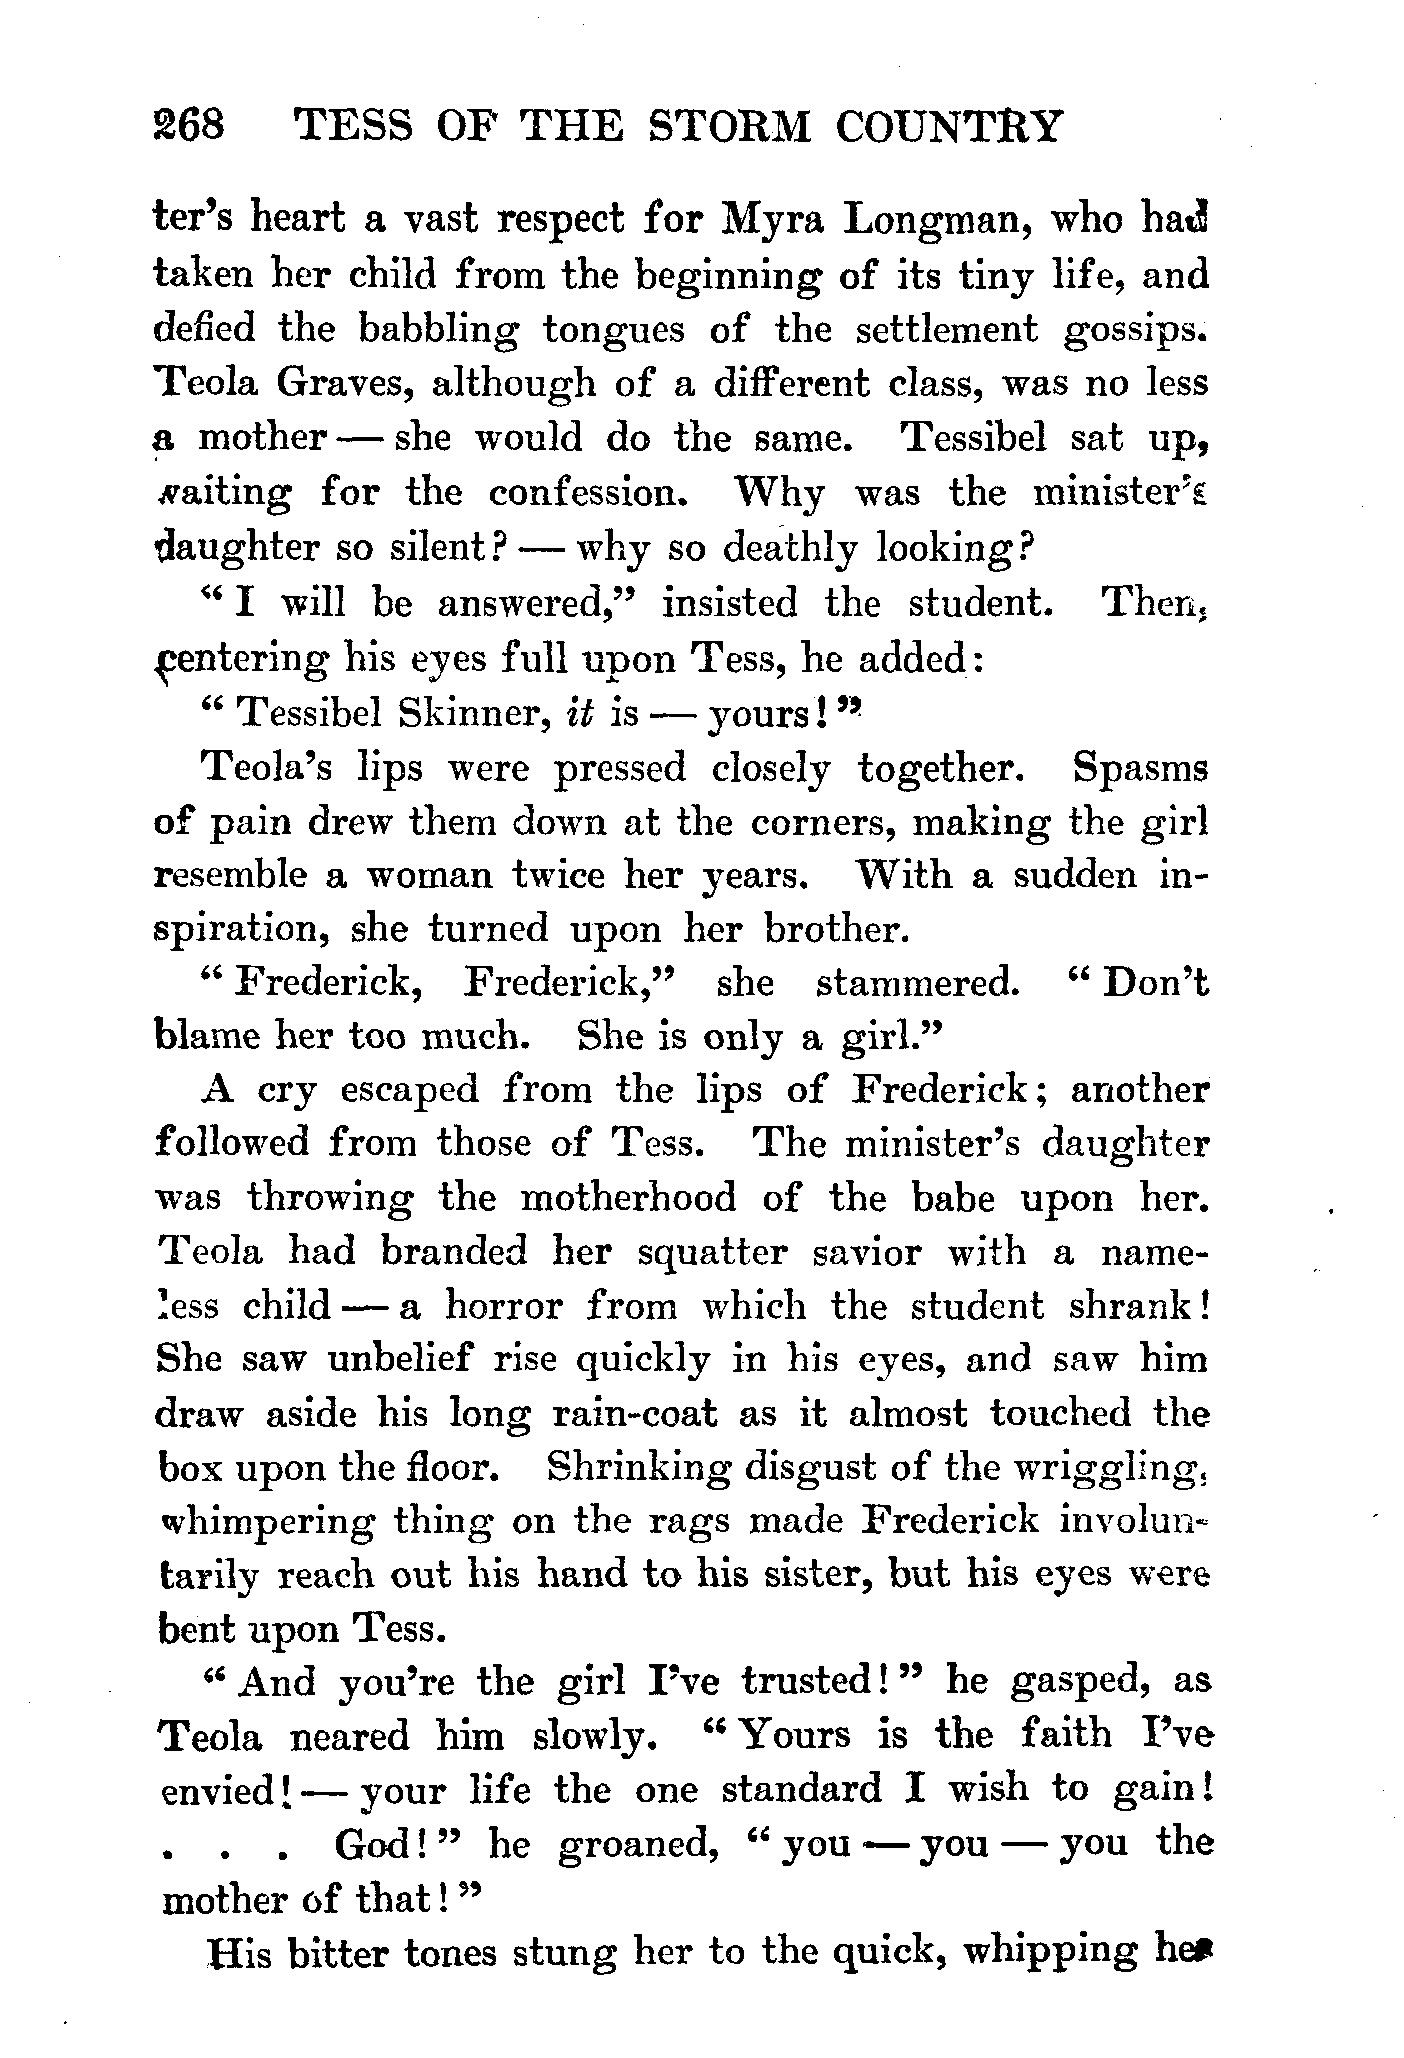 268 TESS OF THE STORM COUNTRY
ter's heart a vast respect for Myra Longman, who had
taken her child from the beginning of its tiny life, and
defied the babbling tongues of the settlement gossips.
Teola Graves, although of a different class, was no less
a mother — she would do the same. Tessibel sat up,
waiting for the confession. Why was the minister's
daughter so silent? — why so deathly looking?
" I will be answered," insisted the student. Then,
centering his eyes full upon Tess, he added:
" Tessibel Skinner, it is — yours! "
Teola's lips were pressed closely together. Spasms
of pain drew them down at the corners, making the girl
resemble a woman twice her years. With a sudden in-
spiration, she turned upon her brother.
" Frederick, Frederick," she stammered. " Don't
blame her too much. She is only a girl."
A cry escaped from the lips of Frederick; another
followed from those of Tess. The minister's daughter
was throwing the motherhood of the babe upon her.
Teola had branded her squatter savior with a name-
less child — a horror from which the student shrank!
She saw unbelief rise quickly in his eyes, and saw him
draw aside his long rain-coat as it almost touched the
box upon the floor. Shrinking disgust of the wriggling,
whimpering thing on the rags made Frederick involun-
tarily reach out his hand to his sister, but his eyes were
bent upon Tess.
" And you're the girl I've trusted! " he gasped, as
Teola neared him slowly. " Yours is the faith I've
envied! — your life the one standard I wish to gain!
. . . God! " he groaned, " you — you — you the
mother of that! "
His bitter tones stung her to the quick, whipping her